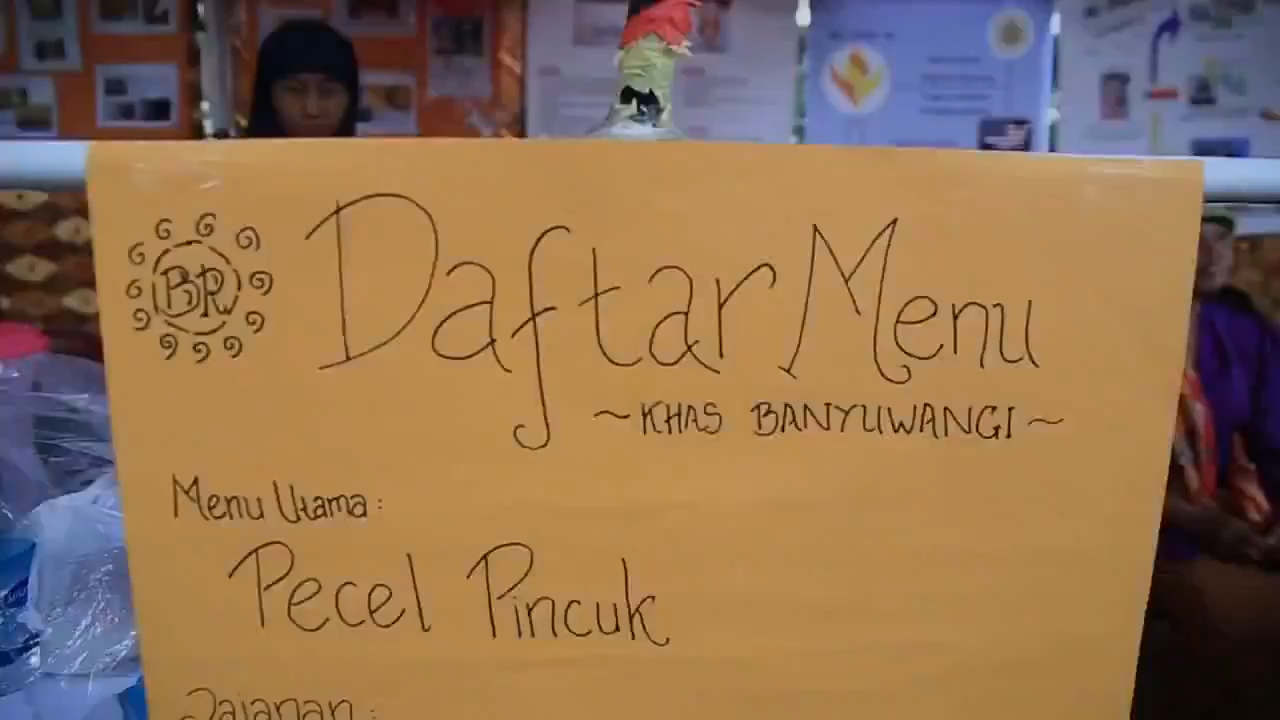 BR
Daftar Menu
~ KHAS BANYUWANGI ~
Menu Utama :
Pecel Pincuk
Jajanan :